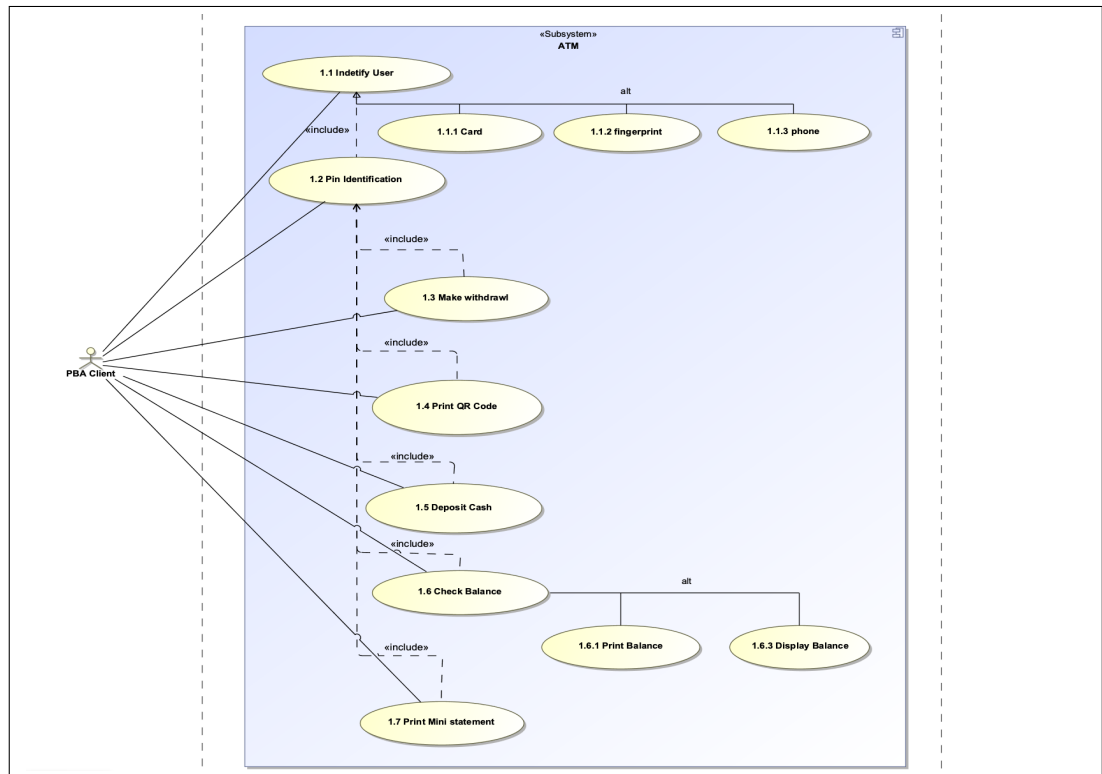 «Subsystem»
ATM
1.1 Indetify User
alt
«include»
1.1.1 Card
1.1.2 fingerprint
1.1.3 phone
1.2 Pin Identification
«include»
1.3 Make withdrawl
«include»
PBA Client
1.4 Print QR Code
«include»
1.5 Deposit Cash
«include»
1.6 Check Balance
alt
1.6.1 Print Balance
1.6.3 Display Balance
«include»
1.7 Print Mini statement